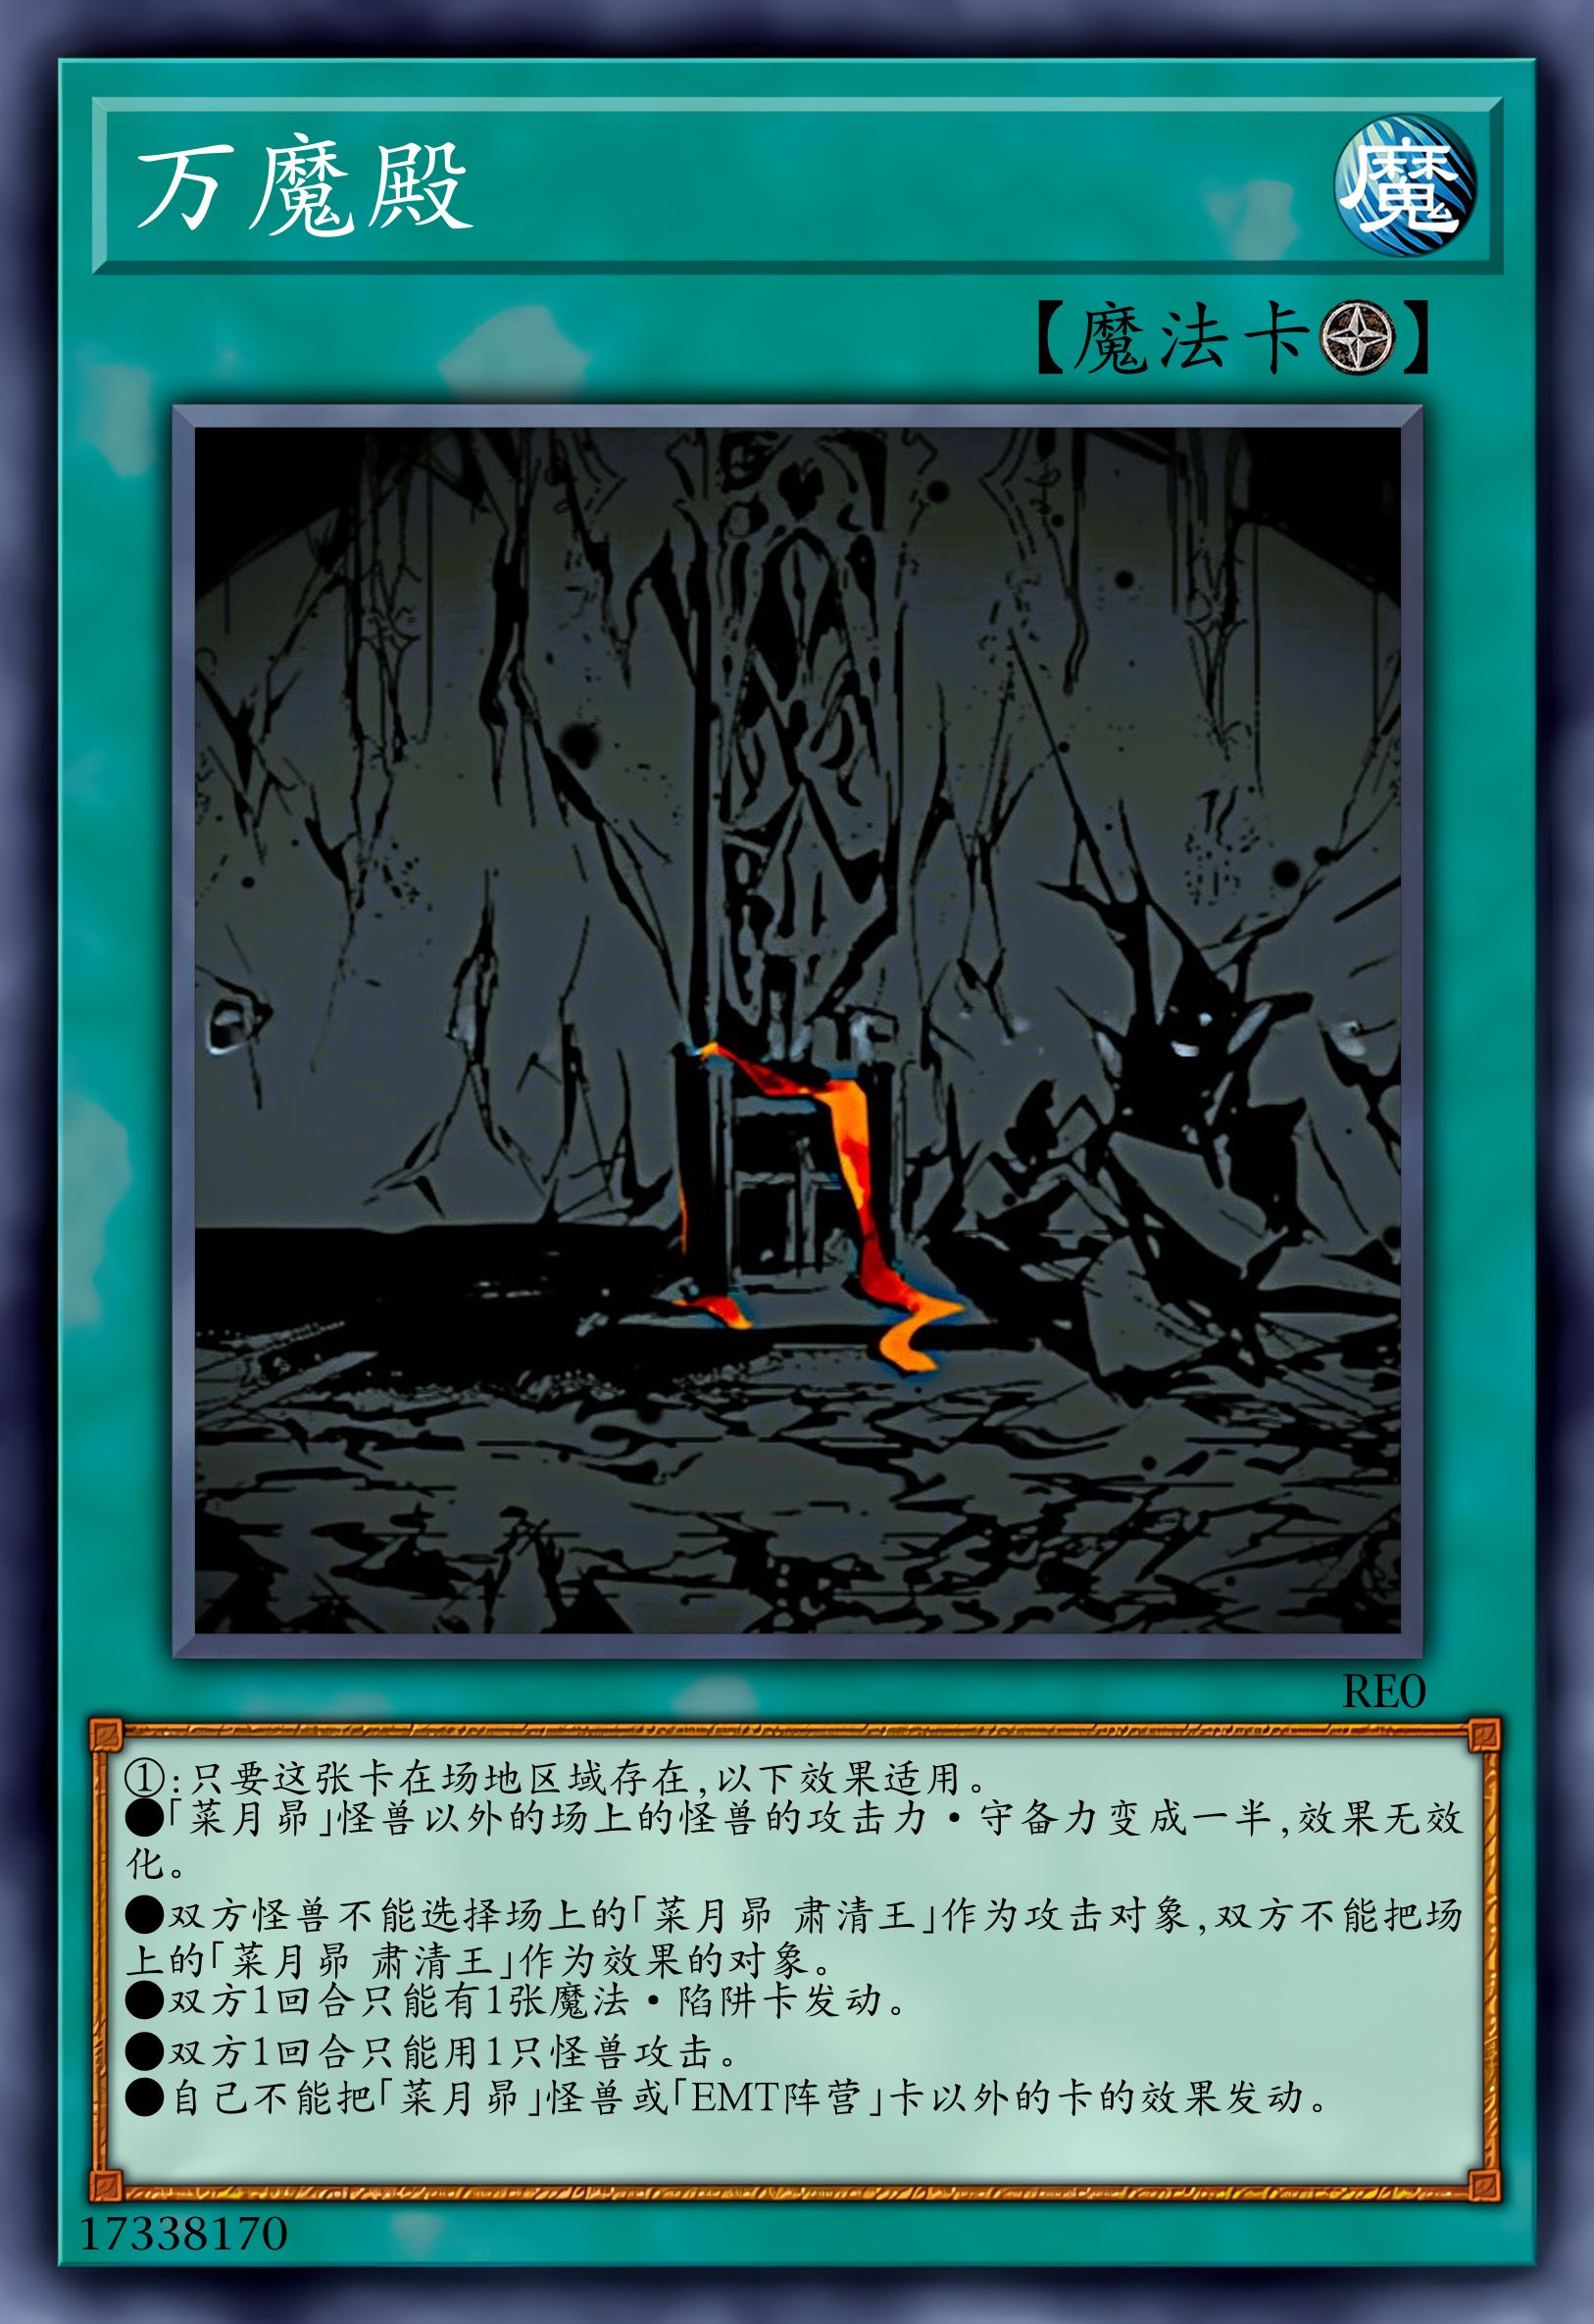 万魔殿
魔
【魔法卡】
RE0
①:只要这张卡在场地区域存在,以下效果适用。
●「菜月昴」怪兽以外的场上的怪兽的攻击力·守备力变成一半,效果无效
化。
●双方怪兽不能选择场上的「菜月昴 肃清王」作为攻击对象,双方不能把场
上的「菜月昴 肃清王」作为效果的对象。
●双方1回合只能有1张魔法·陷阱卡发动。
●双方1回合只能用1只怪兽攻击。
●自己不能把「菜月昴」怪兽或「EMT阵营」卡以外的卡的效果发动。
17338170